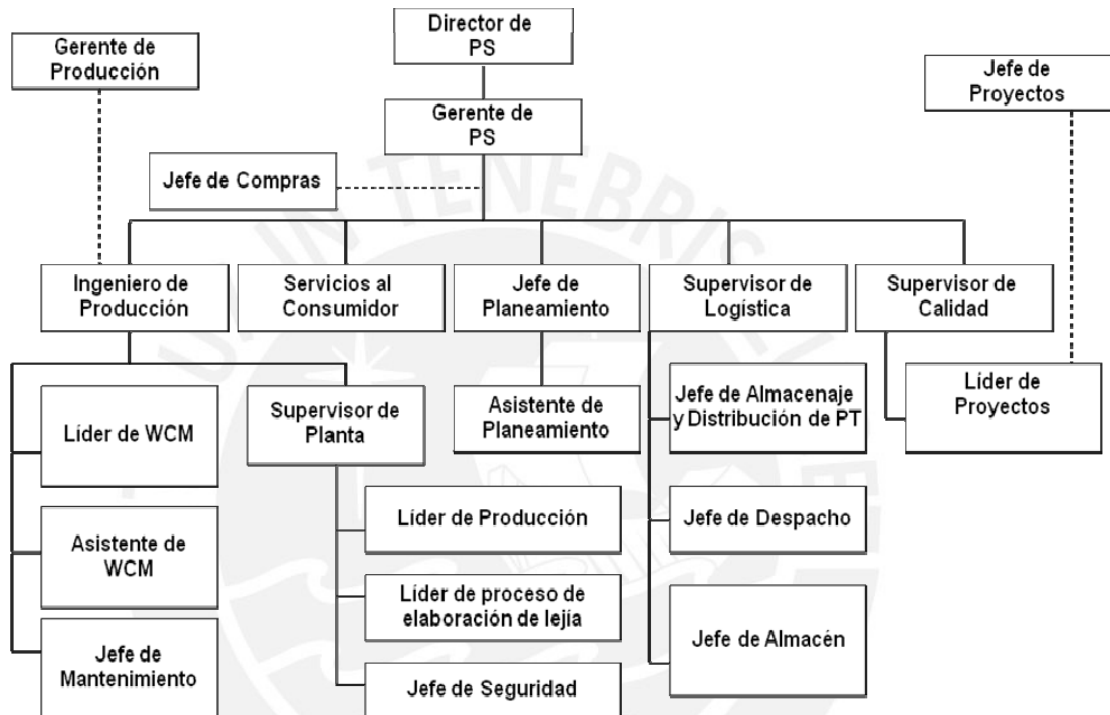 Director de
PS
Gerente de
Producción
Jefe de
Proyectos
Gerente de
PS
Jefe de Compras
Ingeniero de
Producción
Servicios al
Consumidor
Jefe de
Planeamiento
Supervisor de
Logística
Supervisor de
Calidad
Líder de WCM
Supervisor de
Planta
Asistente de
Planeamiento
Jefe de Almacenaje
y Distribución de PT
Líder de
Proyectos
Líder de Producción
Jefe de Despacho
Asistente de
WCM
Líder de proceso de
elaboración de lejía
Jefe de Almacén
Jefe de
Mantenimiento
Jefe de Seguridad
IN TENEBRIS